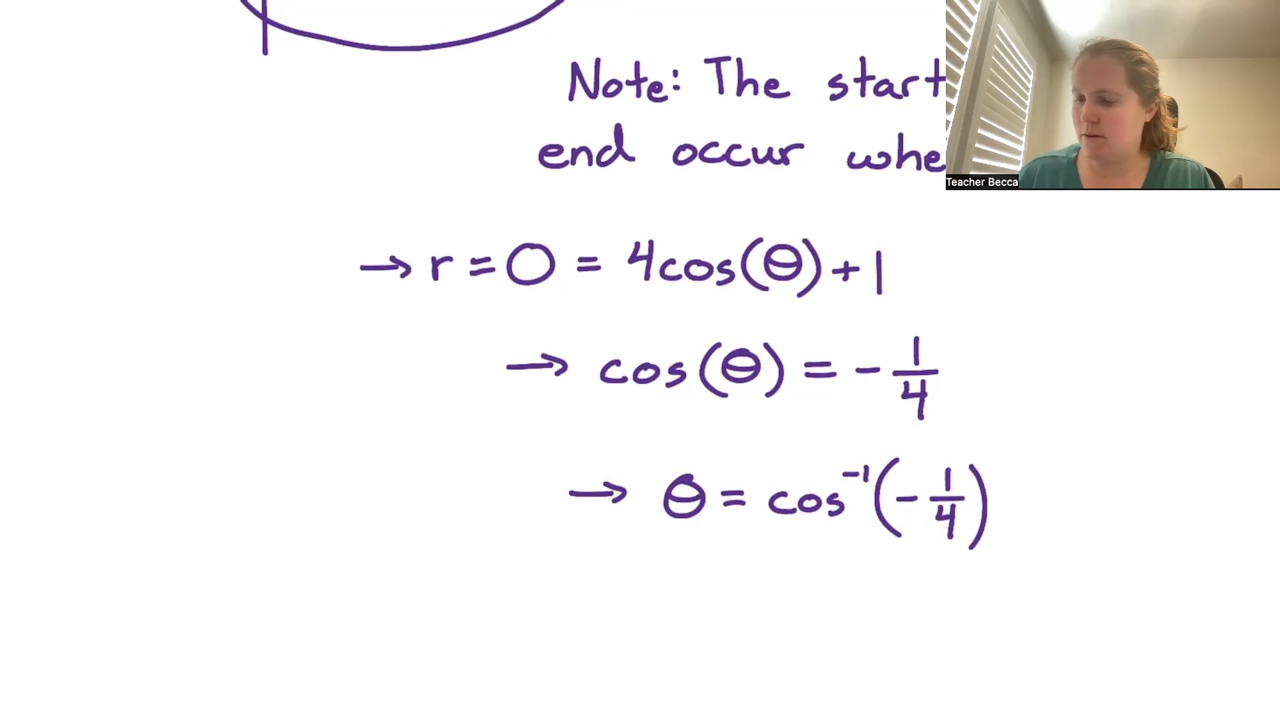 Note: The start
end occur whe
Teacher Becca
→ r = 0 = 4cos(θ) + 1
→ cos(θ) = - 1/4
→ θ = cos⁻¹(- 1/4)